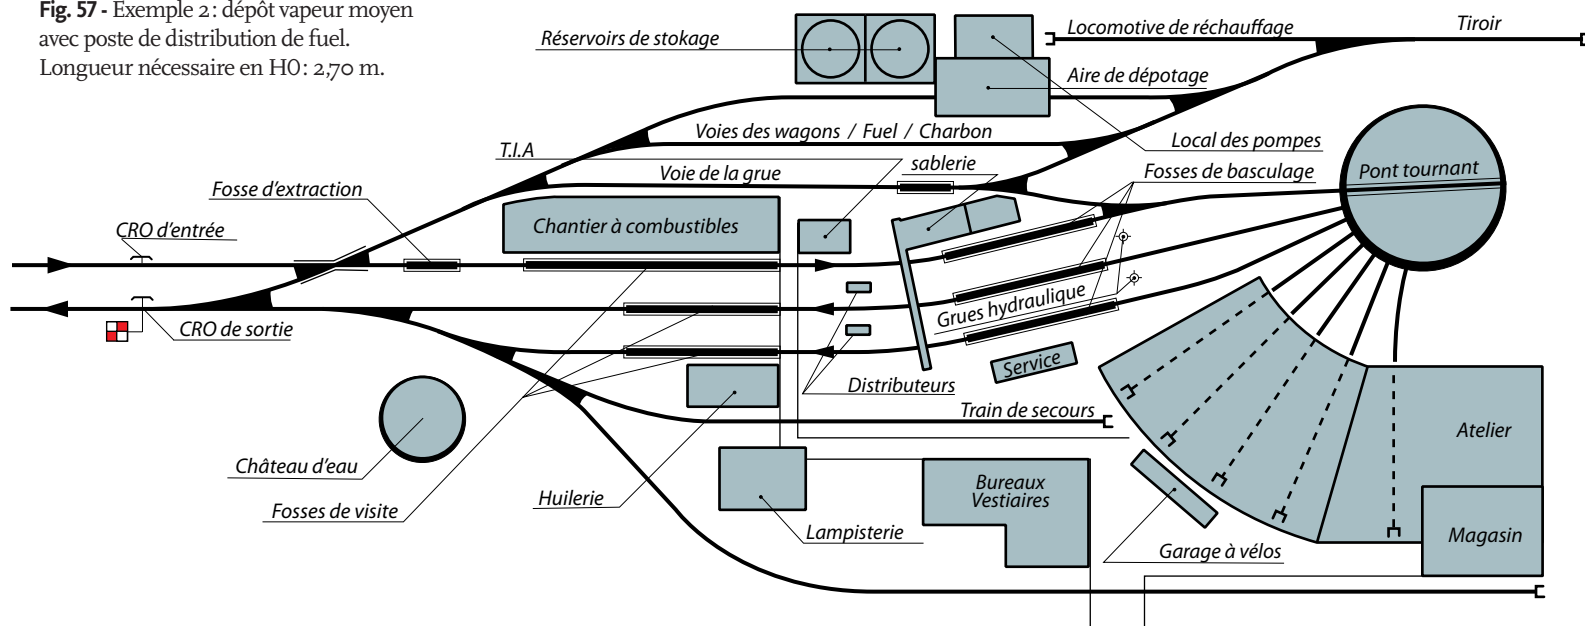 Fig. 57 - Exemple 2 : dépôt vapeur moyen
avec poste de distribution de fuel.
Longueur nécessaire en H0 : 2,70 m.
Réservoirs de stokage
Locomotive de réchauffage
Tiroir
Aire de dépotage
Voies des wagons / Fuel / Charbon
Local des pompes
T.I.A
sablerie
Voie de la grue
Fosses de basculage
Pont tournant
Fosse d'extraction
CRO d'entrée
Chantier à combustibles
Grues hydraulique
CRO de sortie
Service
Distributeurs
Train de secours
Atelier
Château d'eau
Huilerie
Bureaux
Vestiaires
Fosses de visite
Lampisterie
Magasin
Garage à vélos